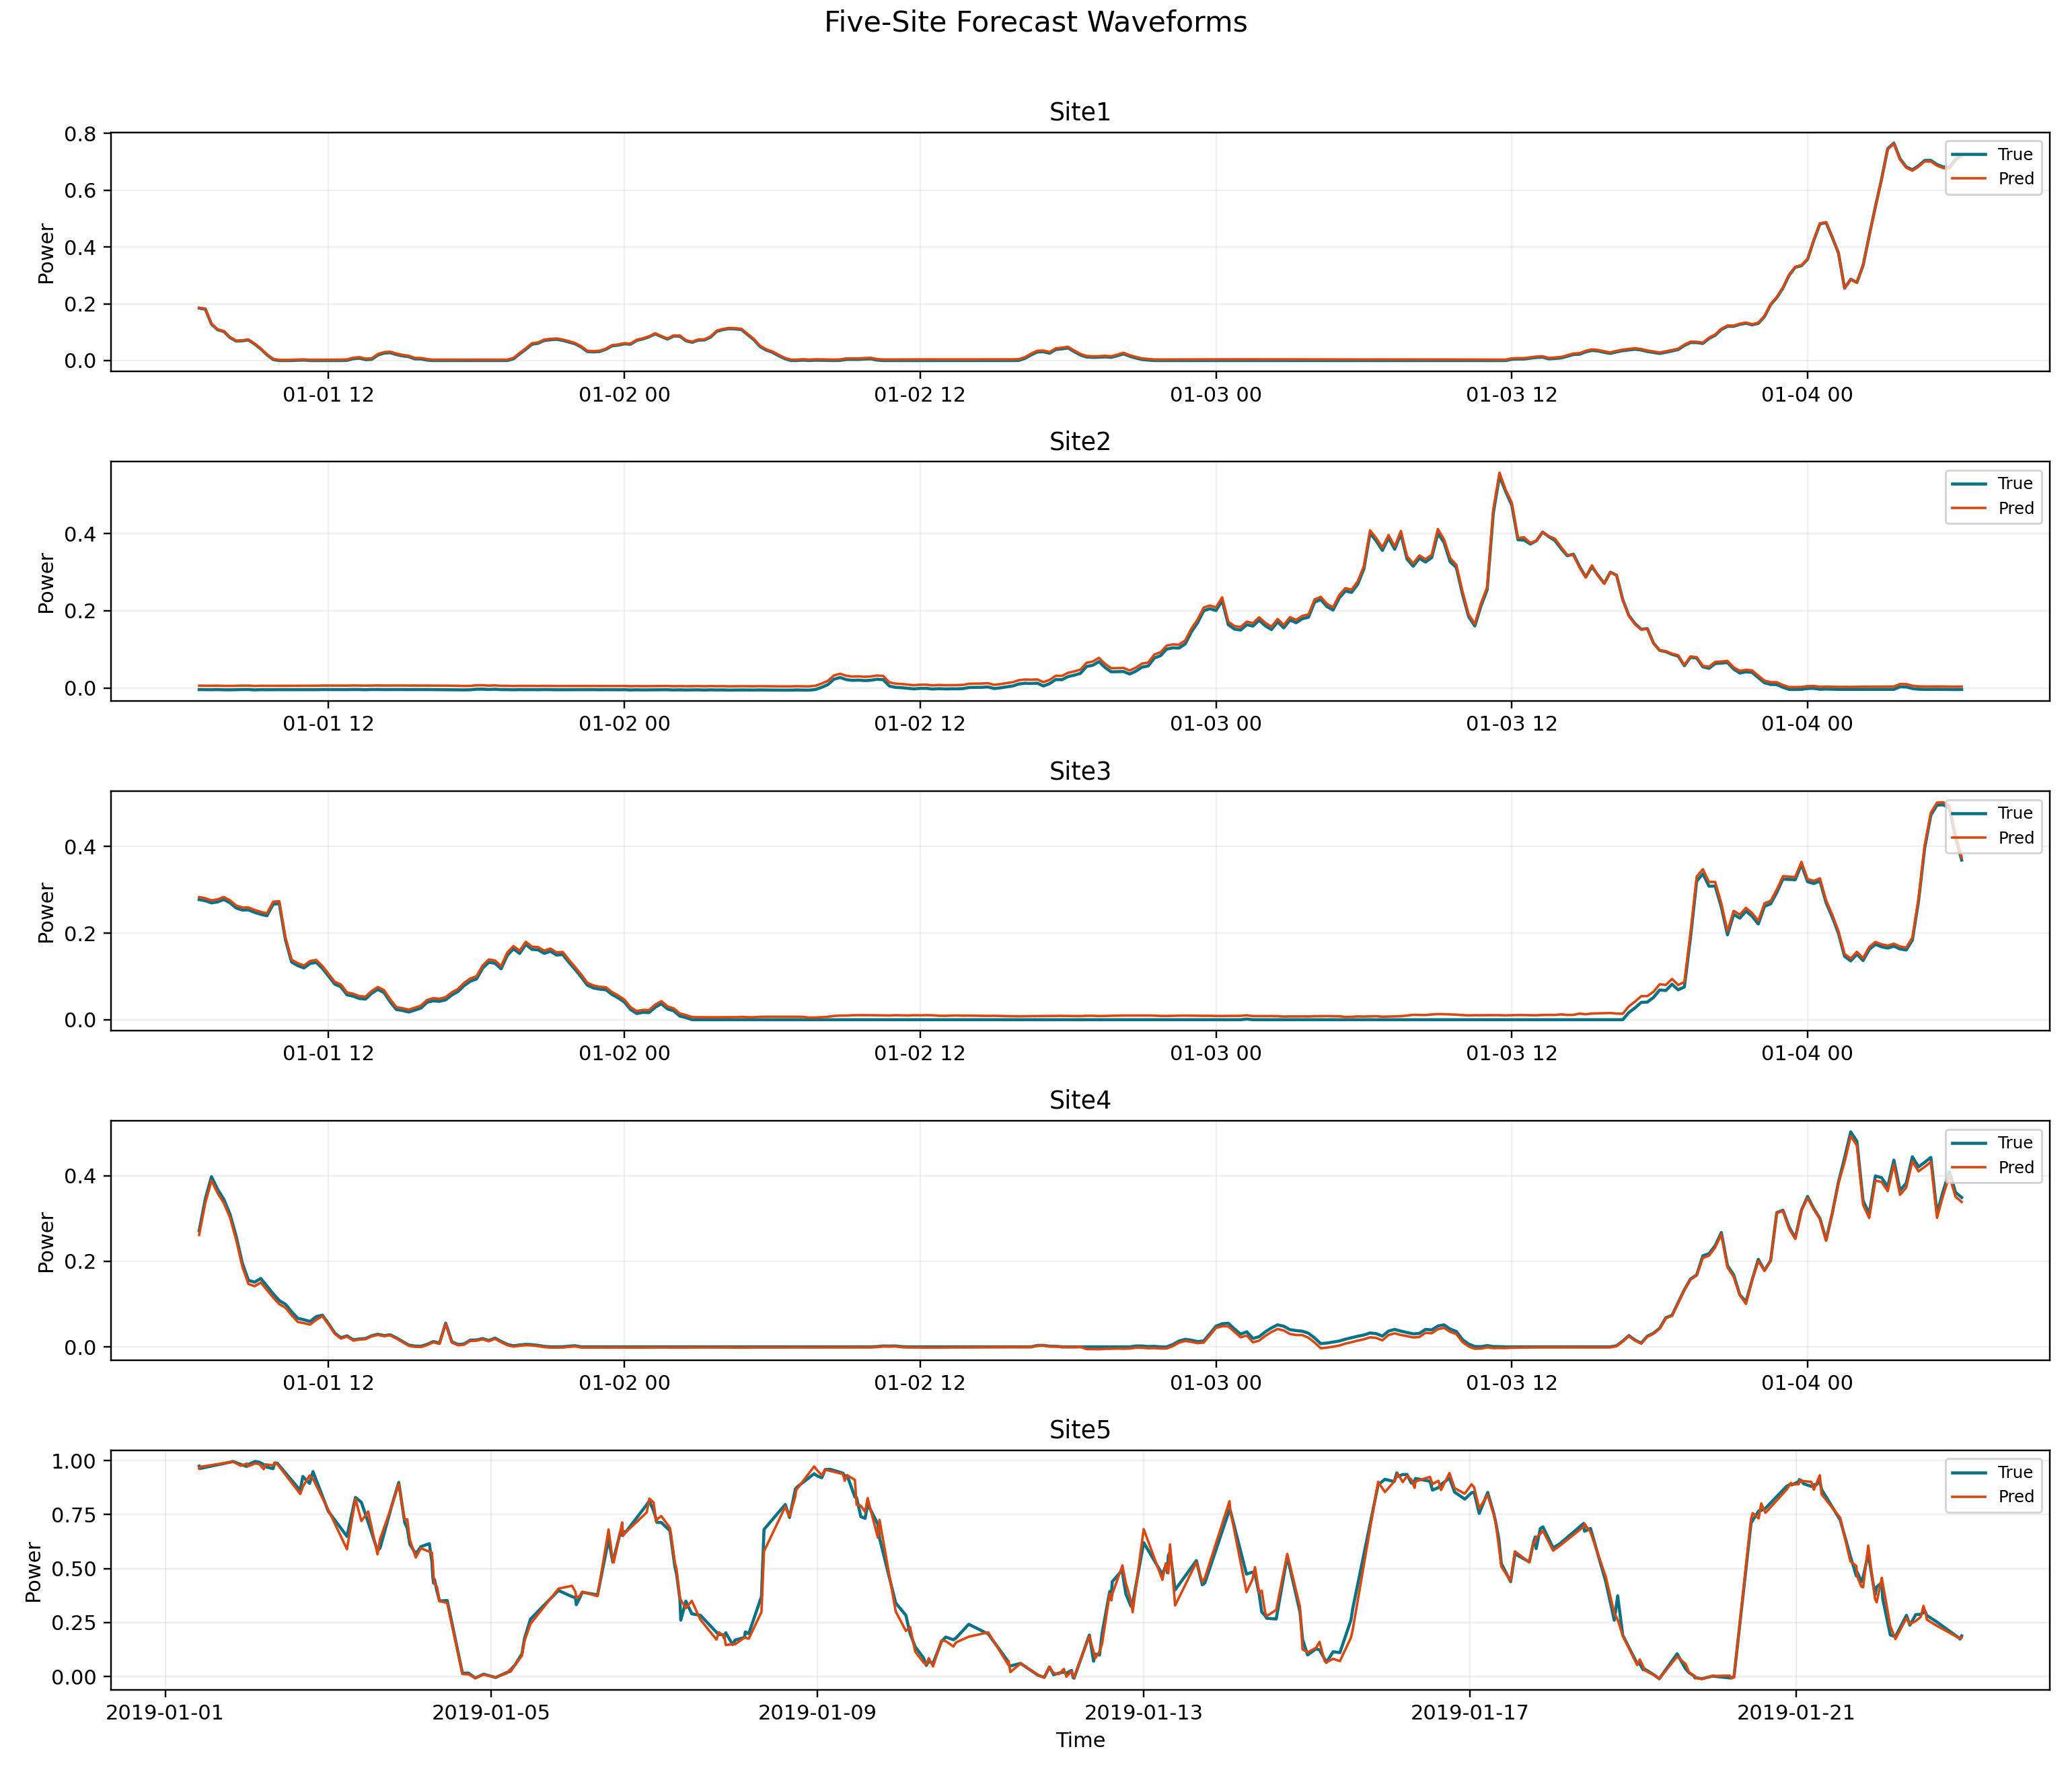 Five-Site Forecast Waveforms
Site1
0.8
0.6
0.4
0.2
0.0
Power
True
Pred
01-01 12 01-02 00 01-02 12 01-03 00 01-03 12 01-04 00
Site2
0.4
0.2
0.0
Power
True
Pred
01-01 12 01-02 00 01-02 12 01-03 00 01-03 12 01-04 00
Site3
0.4
0.2
0.0
Power
True
Pred
01-01 12 01-02 00 01-02 12 01-03 00 01-03 12 01-04 00
Site4
0.4
0.2
0.0
Power
True
Pred
01-01 12 01-02 00 01-02 12 01-03 00 01-03 12 01-04 00
Site5
1.00
0.75
0.50
0.25
0.00
Power
True
Pred
2019-01-01 2019-01-05 2019-01-09 2019-01-13 2019-01-17 2019-01-21
Time